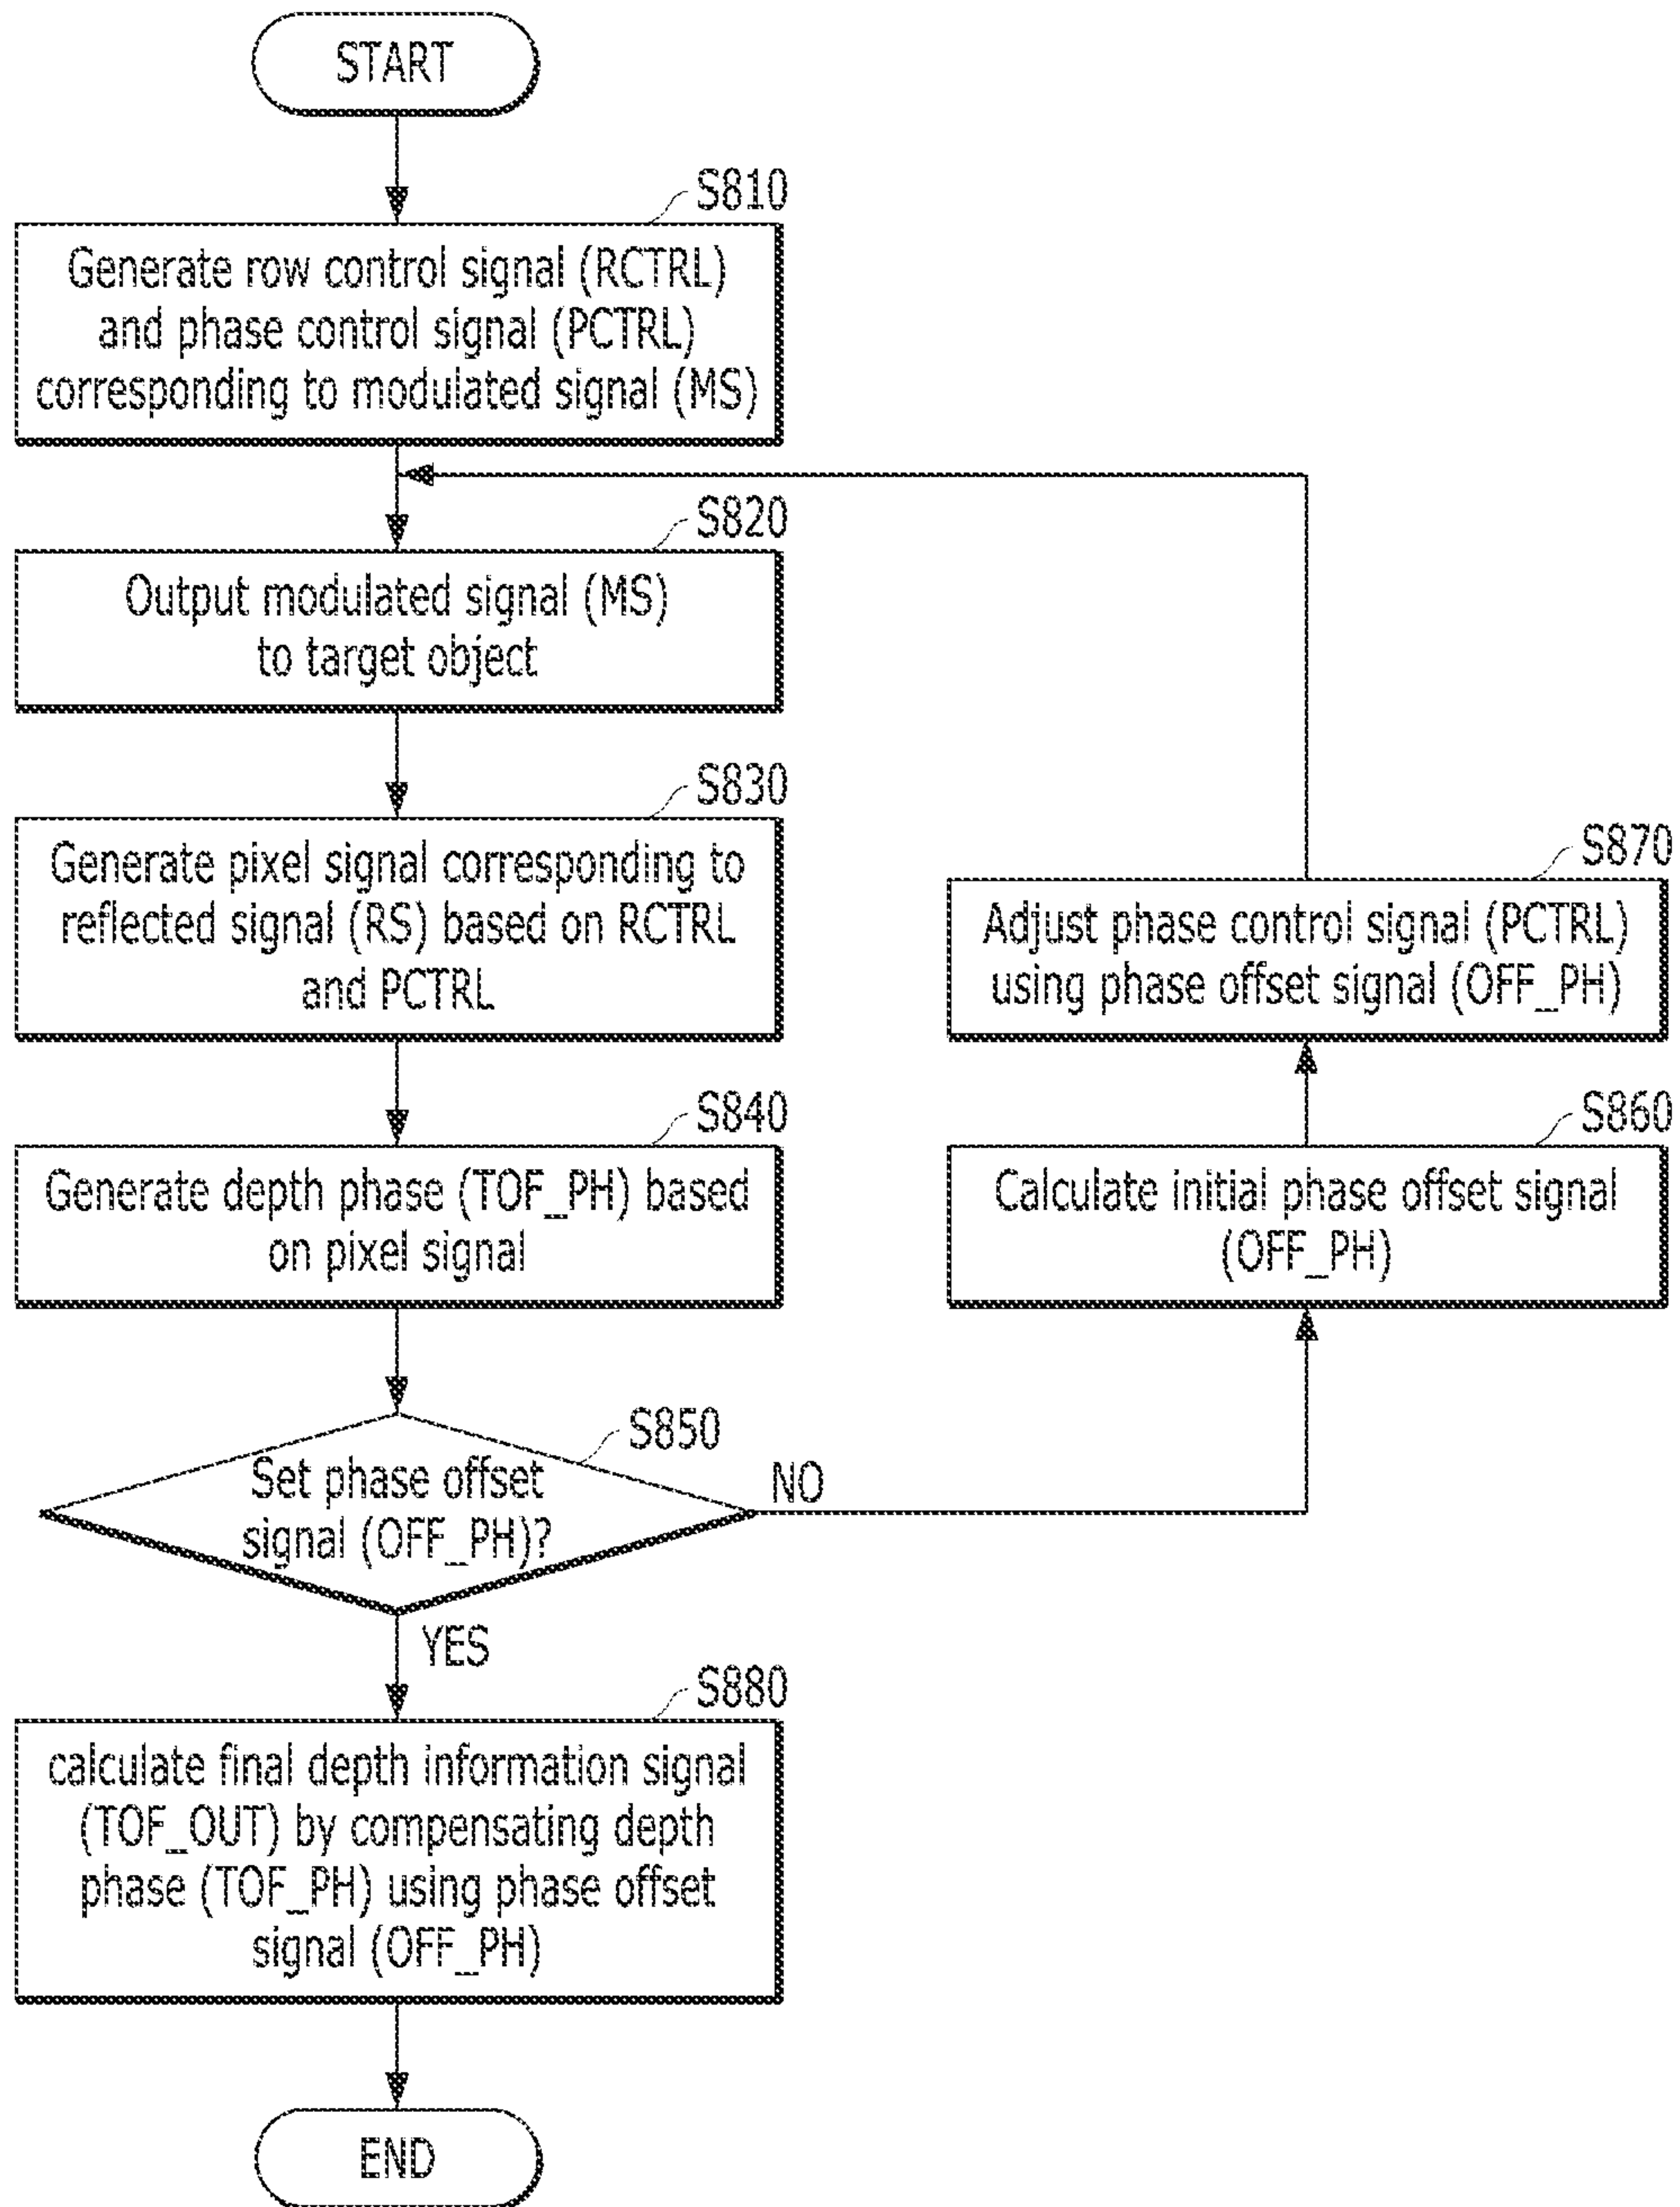 START
S810
Generate row control signal (RCTRL)
and phase control signal (PCTRL)
corresponding to modulated signal (MS)
S820
Output modulated signal (MS)
to target object
S830
Generate pixel signal corresponding to
reflected signal (RS) based on RCTRL
and PCTRL
S840
Generate depth phase (TOF_PH) based
on pixel signal
S850
Set phase offset
signal (OFF_PH)?
NO
YES
S860
Calculate initial phase offset signal
(OFF_PH)
S870
Adjust phase control signal (PCTRL)
using phase offset signal (OFF_PH)
S880
calculate final depth information signal
(TOF_OUT) by compensating depth
phase (TOF_PH) using phase offset
signal (OFF_PH)
END